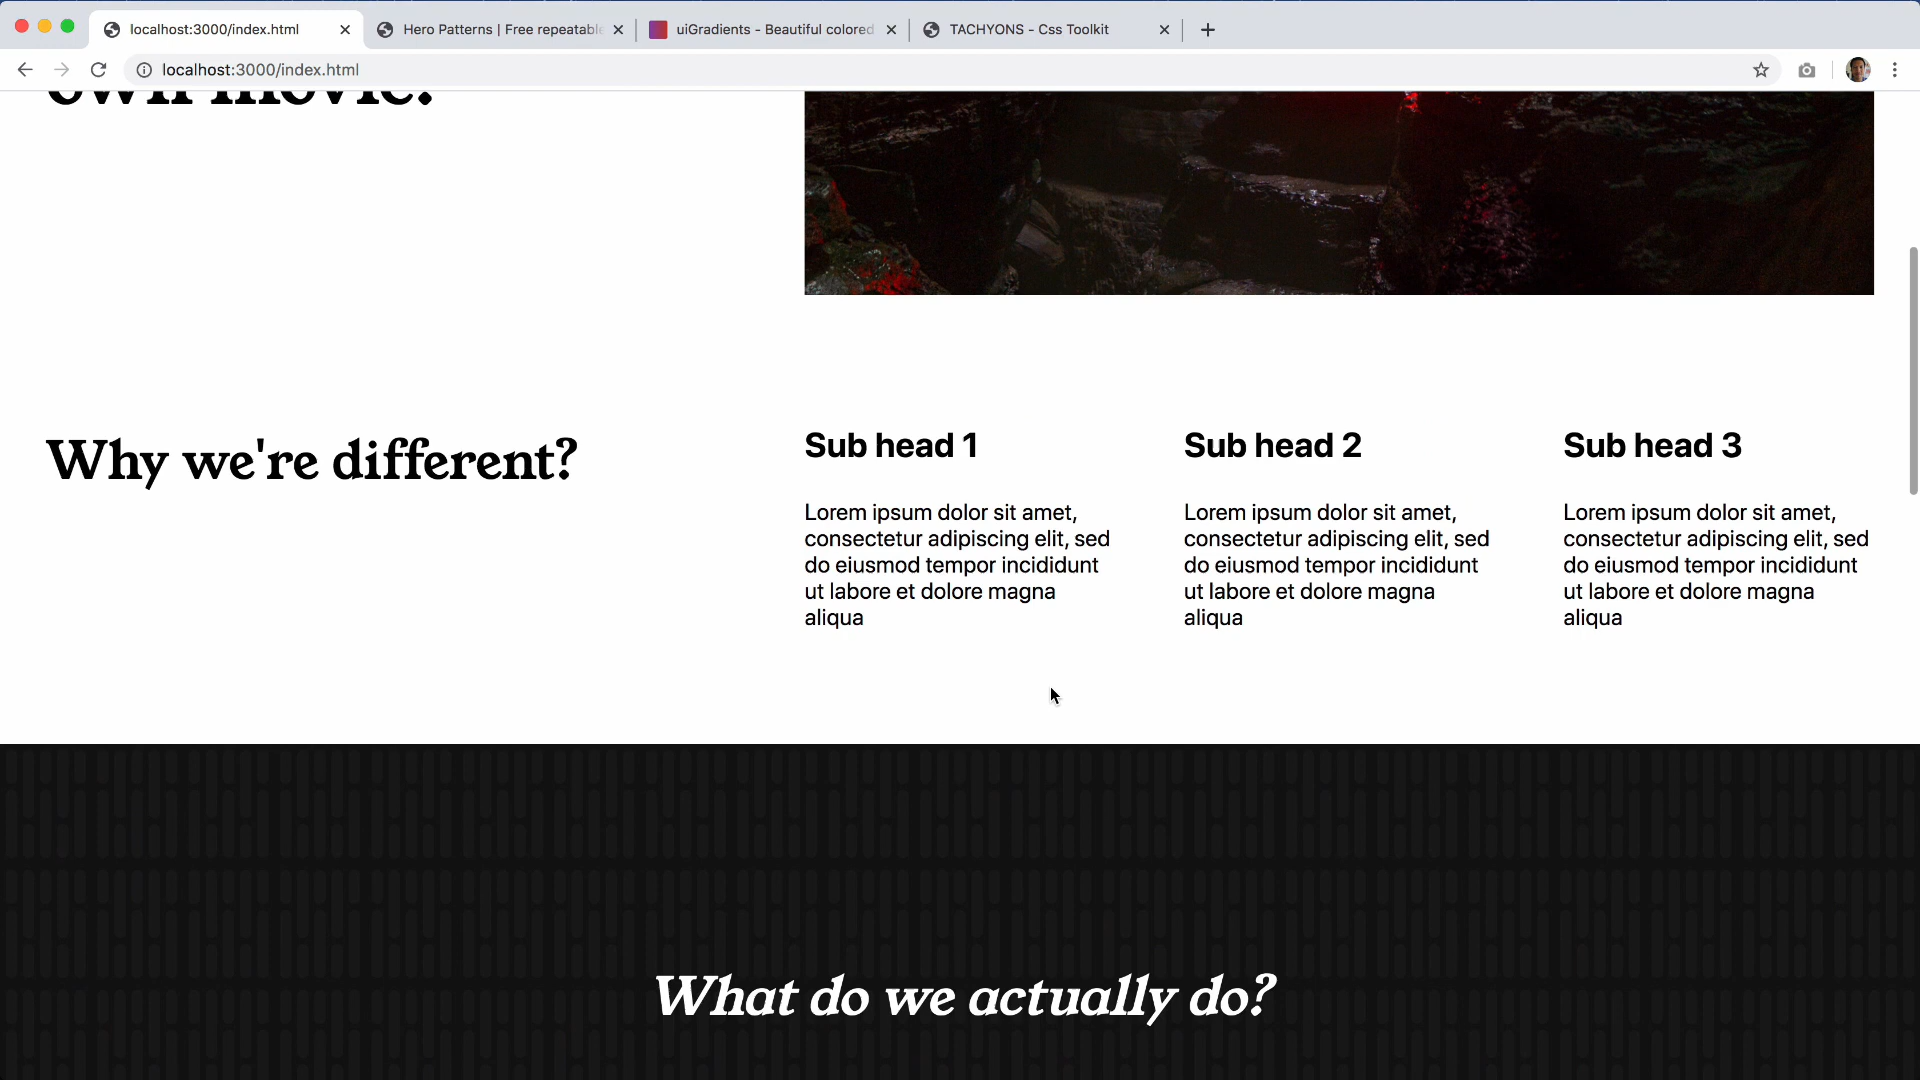 localhost:3000/index.html
Hero Patterns | Free repeatable
uiGradients - Beautiful colored
TACHYONS - Css Toolkit
localhost:3000/index.html
own movie.
Why we're different?
Sub head 1
Lorem ipsum dolor sit amet,
consectetur adipiscing elit, sed
do eiusmod tempor incididunt
ut labore et dolore magna
aliqua
Sub head 2
Lorem ipsum dolor sit amet,
consectetur adipiscing elit, sed
do eiusmod tempor incididunt
ut labore et dolore magna
aliqua
Sub head 3
Lorem ipsum dolor sit amet,
consectetur adipiscing elit, sed
do eiusmod tempor incididunt
ut labore et dolore magna
aliqua
What do we actually do?